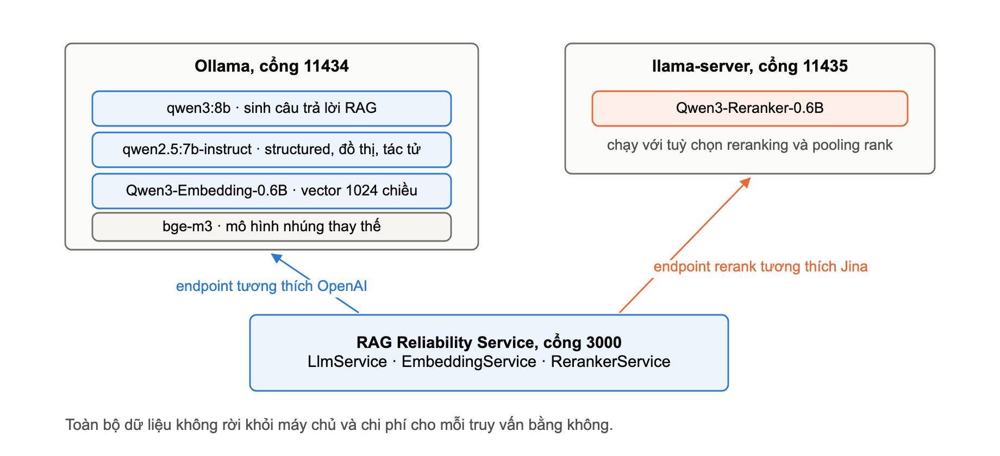 Ollama, cổng 11434
qwen3:8b · sinh câu trả lời RAG
qwen2.5:7b-instruct · structured, đồ thị, tác tử
Qwen3-Embedding-0.6B · vector 1024 chiều
bge-m3 · mô hình nhúng thay thế
llama-server, cổng 11435
Qwen3-Reranker-0.6B
chạy với tuỳ chọn reranking và pooling rank
endpoint tương thích OpenAI
endpoint rerank tương thích Jina
RAG Reliability Service, cổng 3000
LlmService · EmbeddingService · RerankerService
Toàn bộ dữ liệu không rời khỏi máy chủ và chi phí cho mỗi truy vấn bằng không.